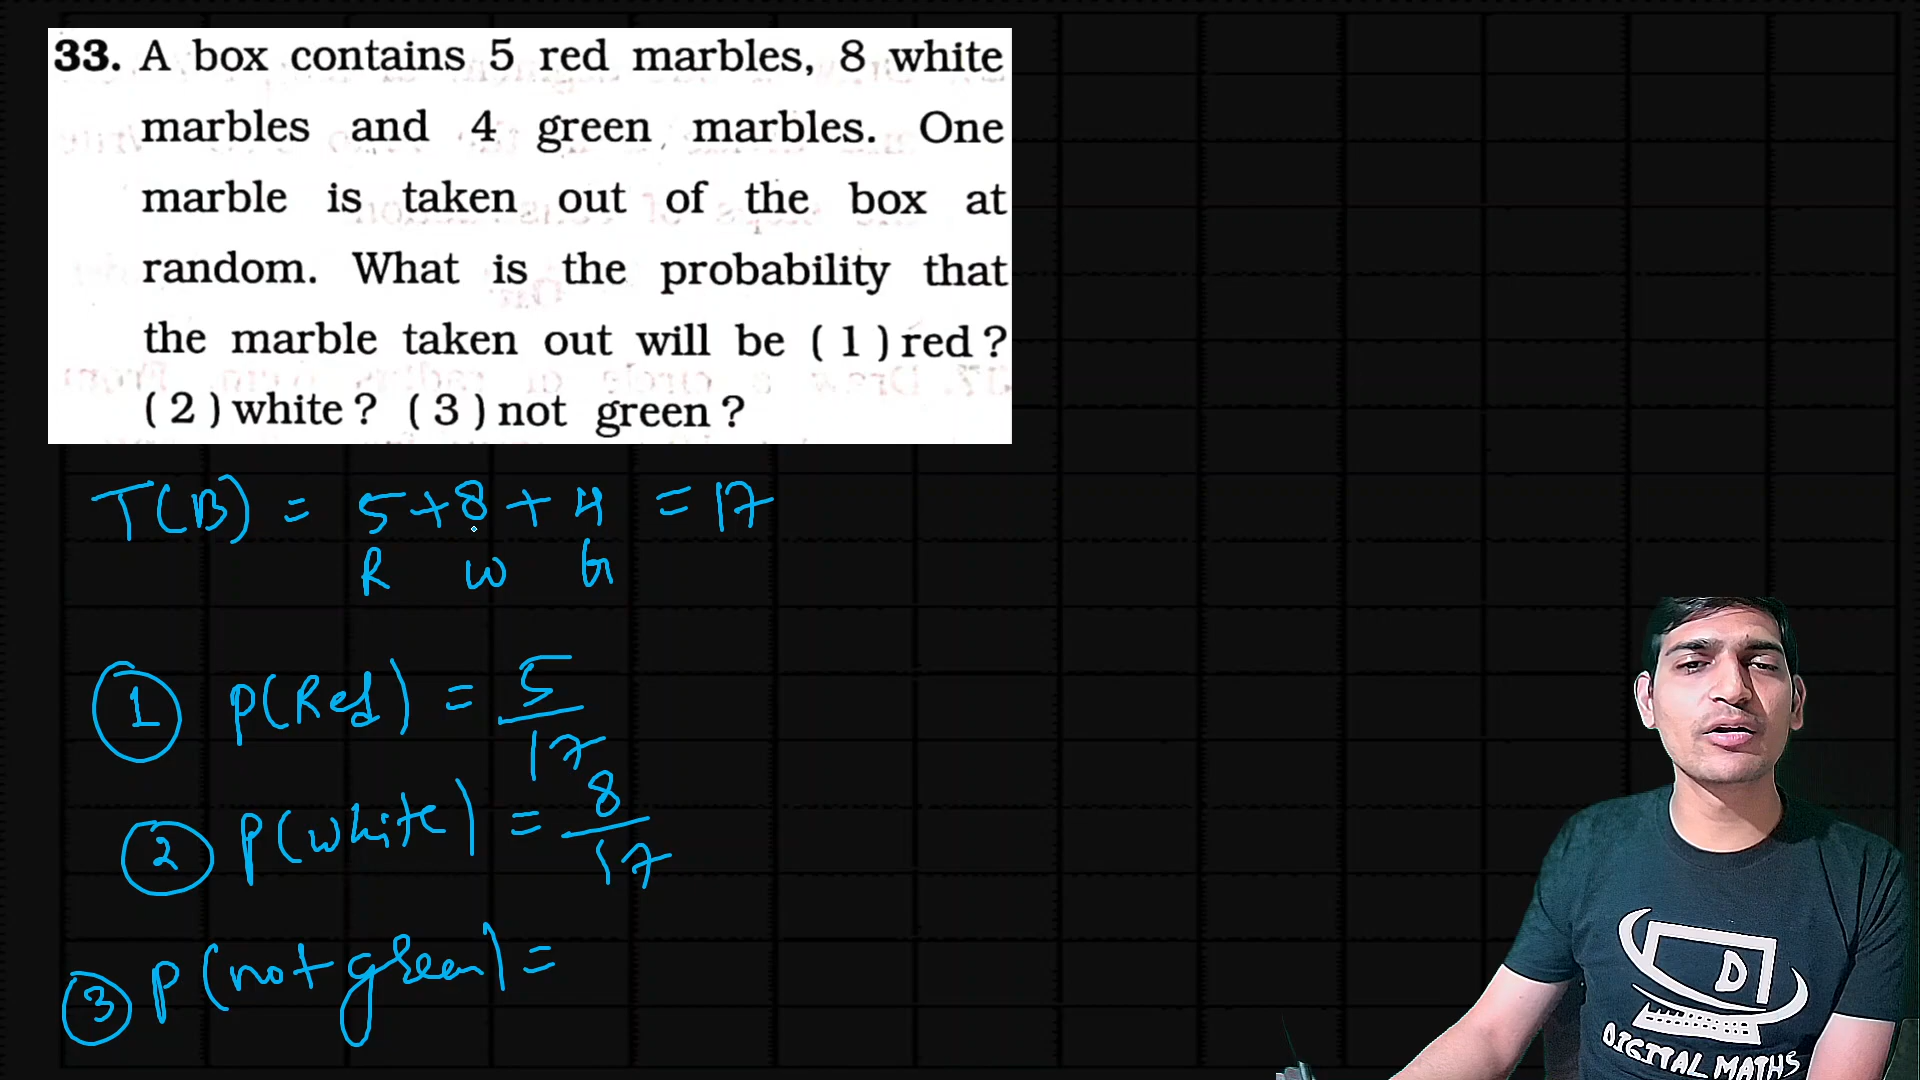 33. A box contains 5 red marbles, 8 white
marbles and 4 green marbles. One
marble is taken out of the box at
random. What is the probability that
the marble taken out will be (1) red?
(2) white? (3) not green?
T(B) = 5+8+4 = 17
R W G
1 P(Red) = 5/17
2 P(white) = 8/17
3 P(not green) =
D
DIGITAL MATHS